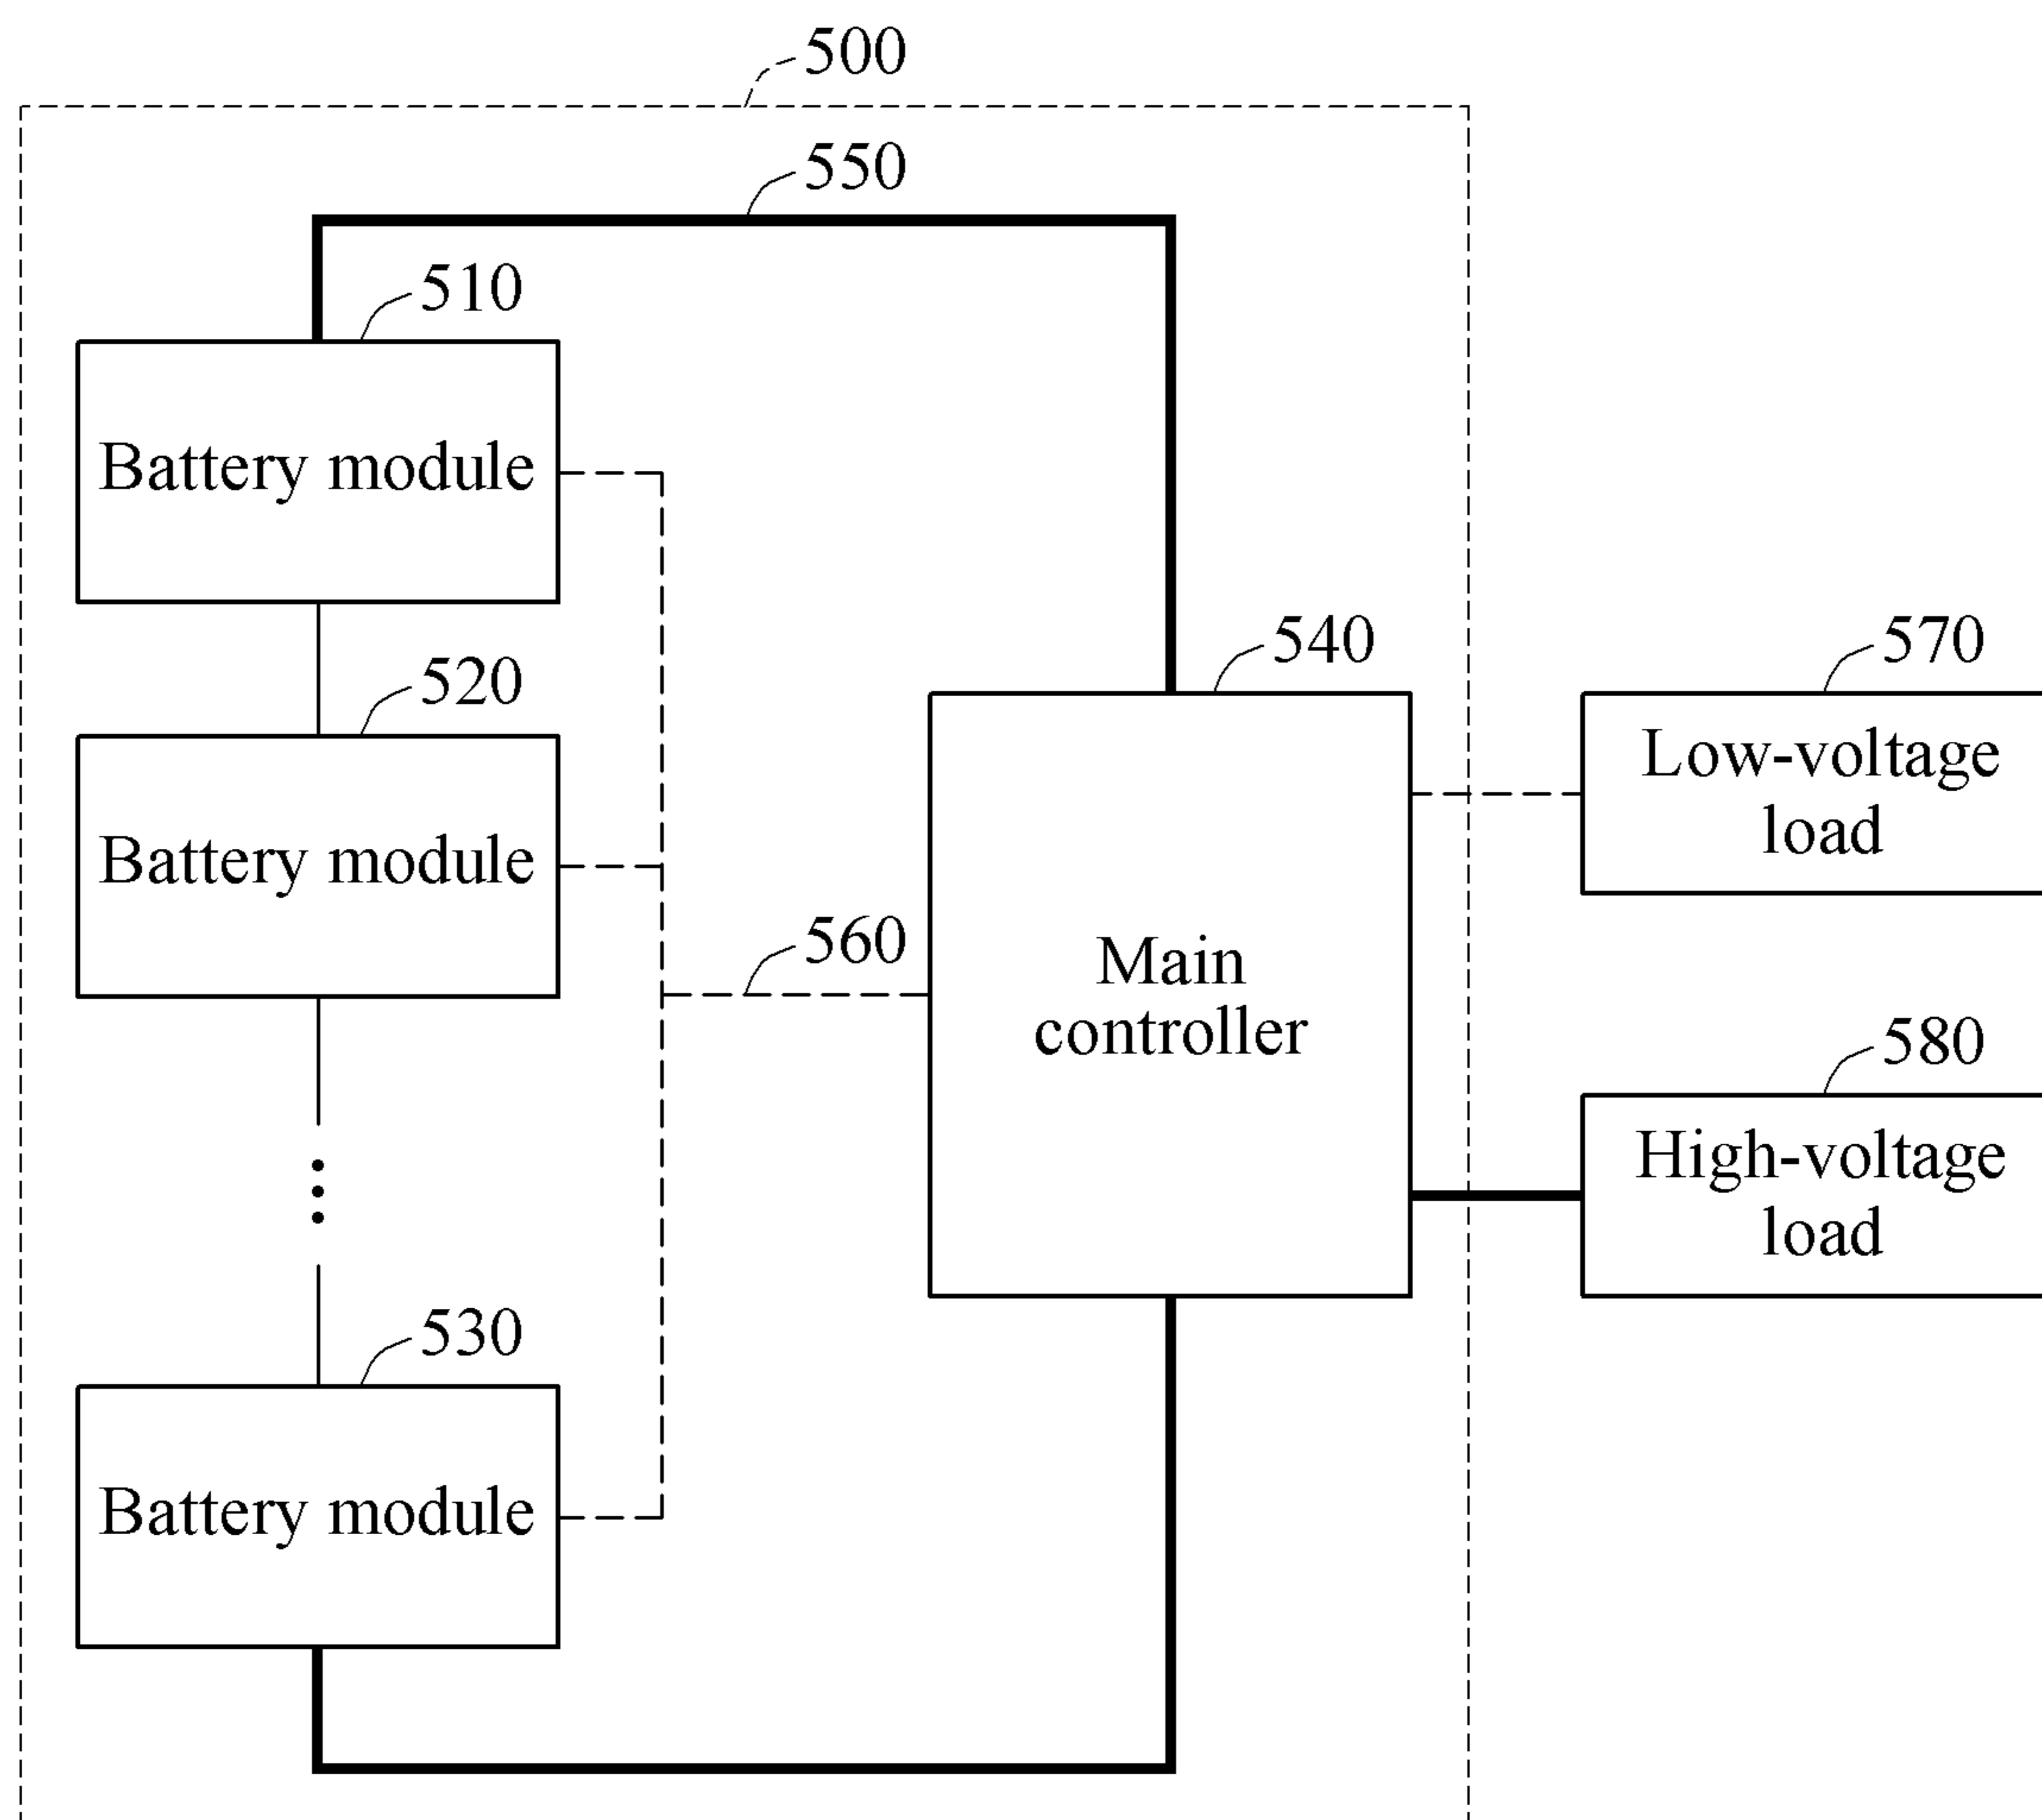 500
550
510
Battery module
540
570
520
Low-voltage
load
Battery module
560
Main
controller
580
High-voltage
load
530
Battery module